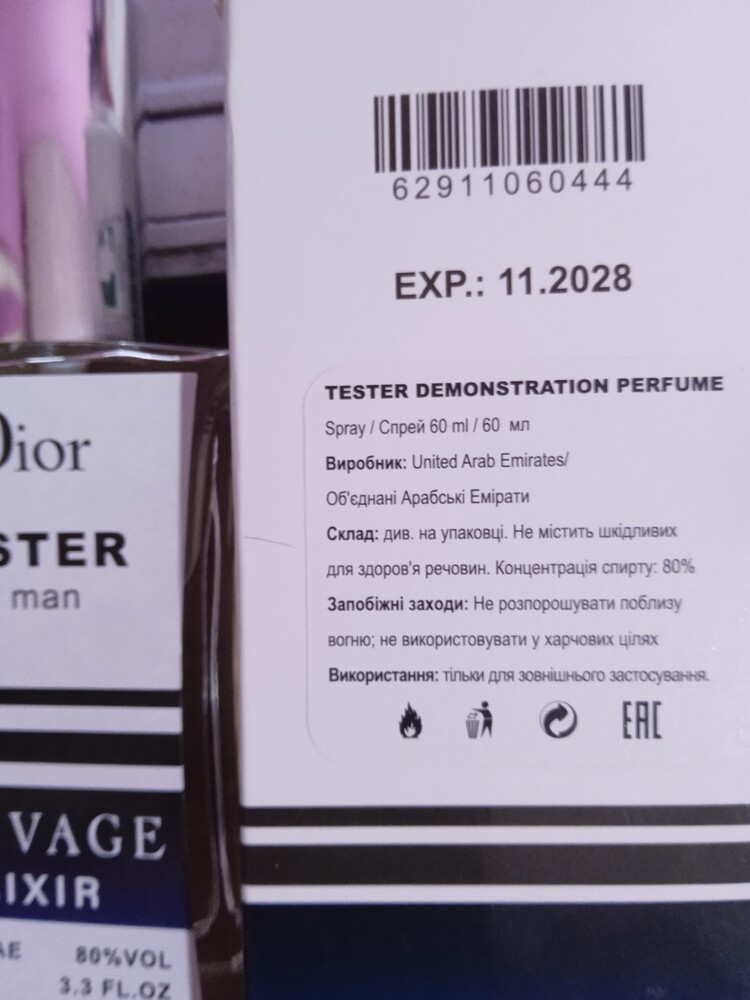 62911060444
EXP.: 11.2028
TESTER DEMONSTRATION PERFUME
Spray / Спрей 60 ml / 60 мл
Виробник: United Arab Emirates/
Об'єднані Арабські Емірати
Склад: див. на упаковці. Не містить шкідливих
для здоров'я речовин. Концентрація спирту: 80%
Запобіжні заходи: Не розпорошувати поблизу
вогню; не використовувати у харчових цілях
Використання: тільки для зовнішнього застосування.
EAC
Dior
STER
man
VAGE
IXIR
AE 80%VOL
3.3 FL.OZ